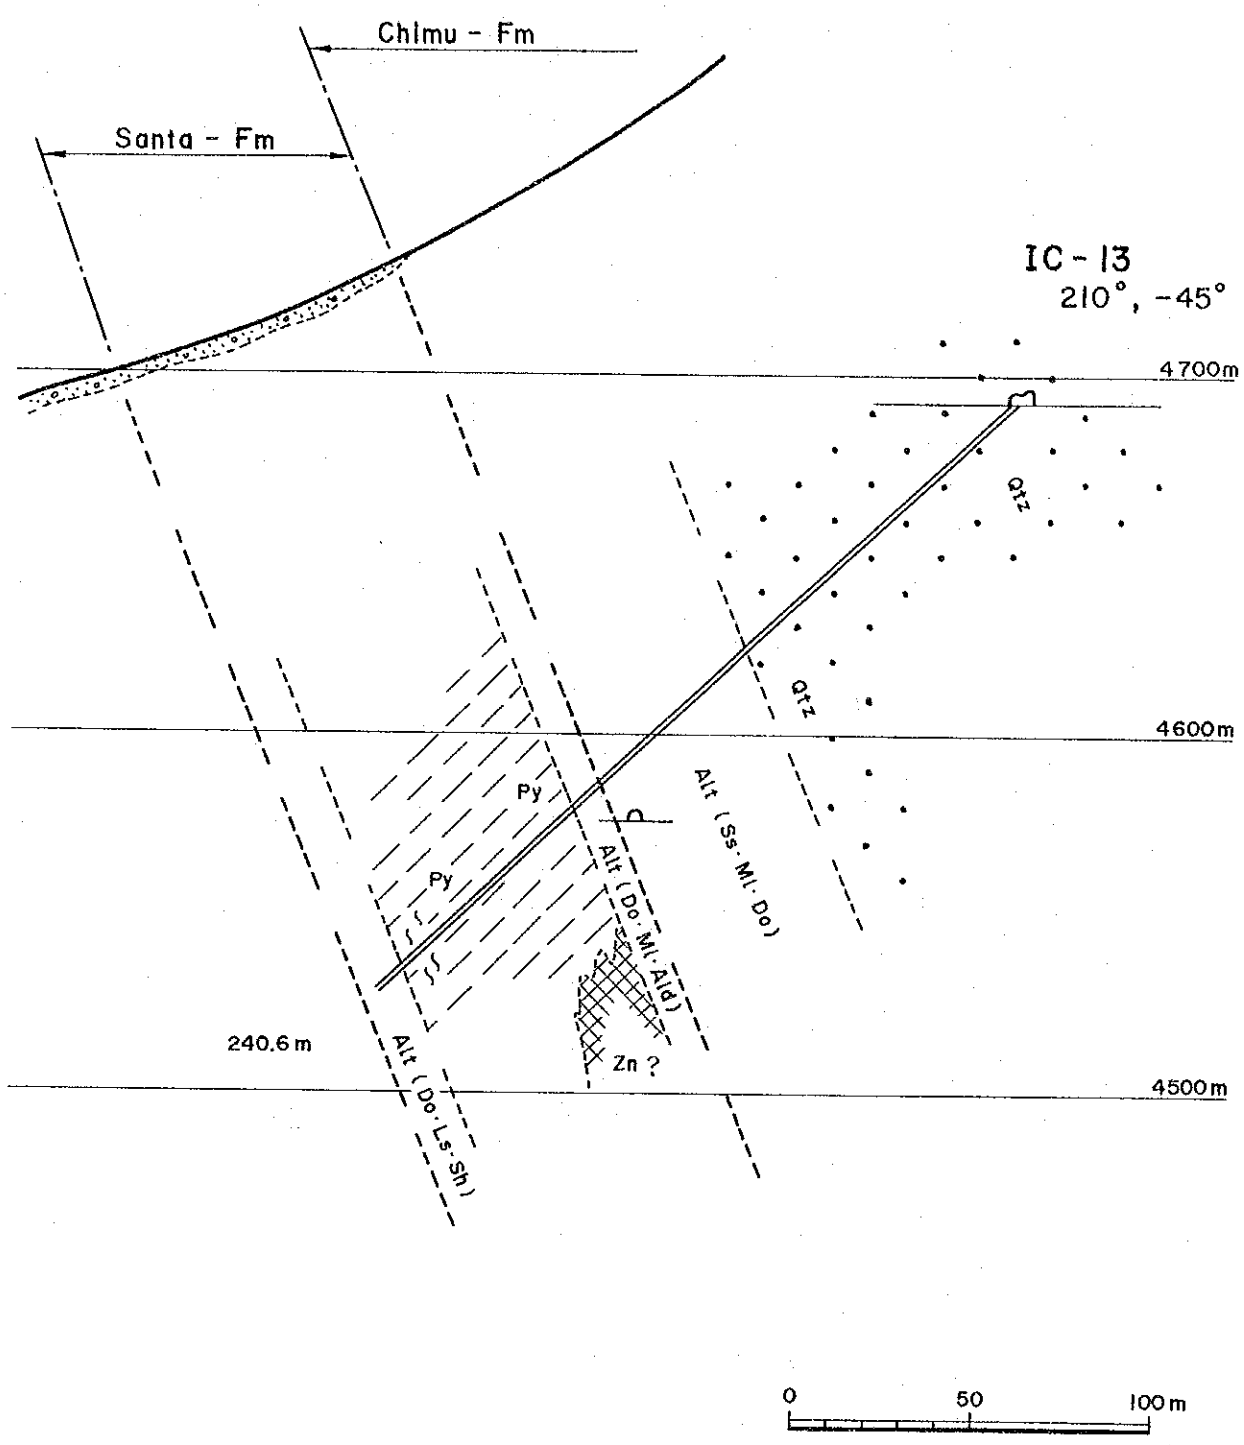 Chimu - Fm
Santa - Fm
IC - 13
210°, -45°
4700m
Qtz
Qtz
4600m
Alt (Ss·Ml·Do)
Py
Alt (Do·Ml·Ald)
Py
240.6m
Alt (Do·Ls·Sh)
Zn ?
4500m
0 50 100m